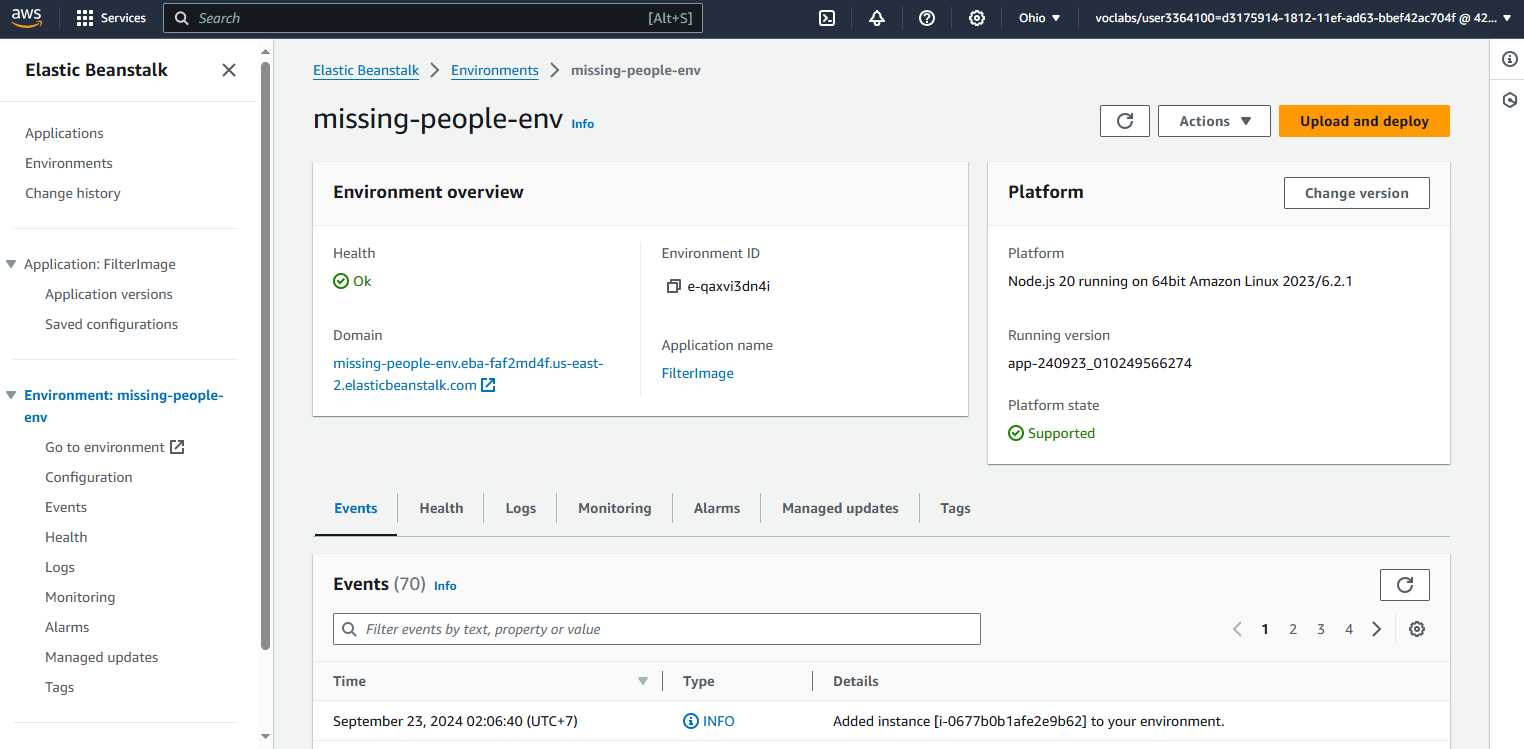 aws
Services
Search
[Alt+S]
Ohio
voclabs/user3364100=d3175914-1812-11ef-ad63-bbef42ac704f @ 42...
Elastic Beanstalk
Applications
Environments
Change history
Application: FilterImage
Application versions
Saved configurations
Environment: missing-people-
env
Go to environment
Configuration
Events
Health
Logs
Monitoring
Alarms
Managed updates
Tags
Elastic Beanstalk
Environments
missing-people-env
missing-people-env Info
Actions
Upload and deploy
Environment overview
Health
Ok
Domain
missing-people-env.eba-faf2md4f.us-east-
2.elasticbeanstalk.com
Environment ID
e-qaxvi3dn4i
Application name
FilterImage
Platform
Change version
Platform
Node.js 20 running on 64bit Amazon Linux 2023/6.2.1
Running version
app-240923_010249566274
Platform state
Supported
Events
Health
Logs
Monitoring
Alarms
Managed updates
Tags
Events (70) Info
Filter events by text, property or value
1 2 3 4
Time
Type
Details
September 23, 2024 02:06:40 (UTC+7)
INFO
Added instance [i-0677b0b1afe2e9b62] to your environment.